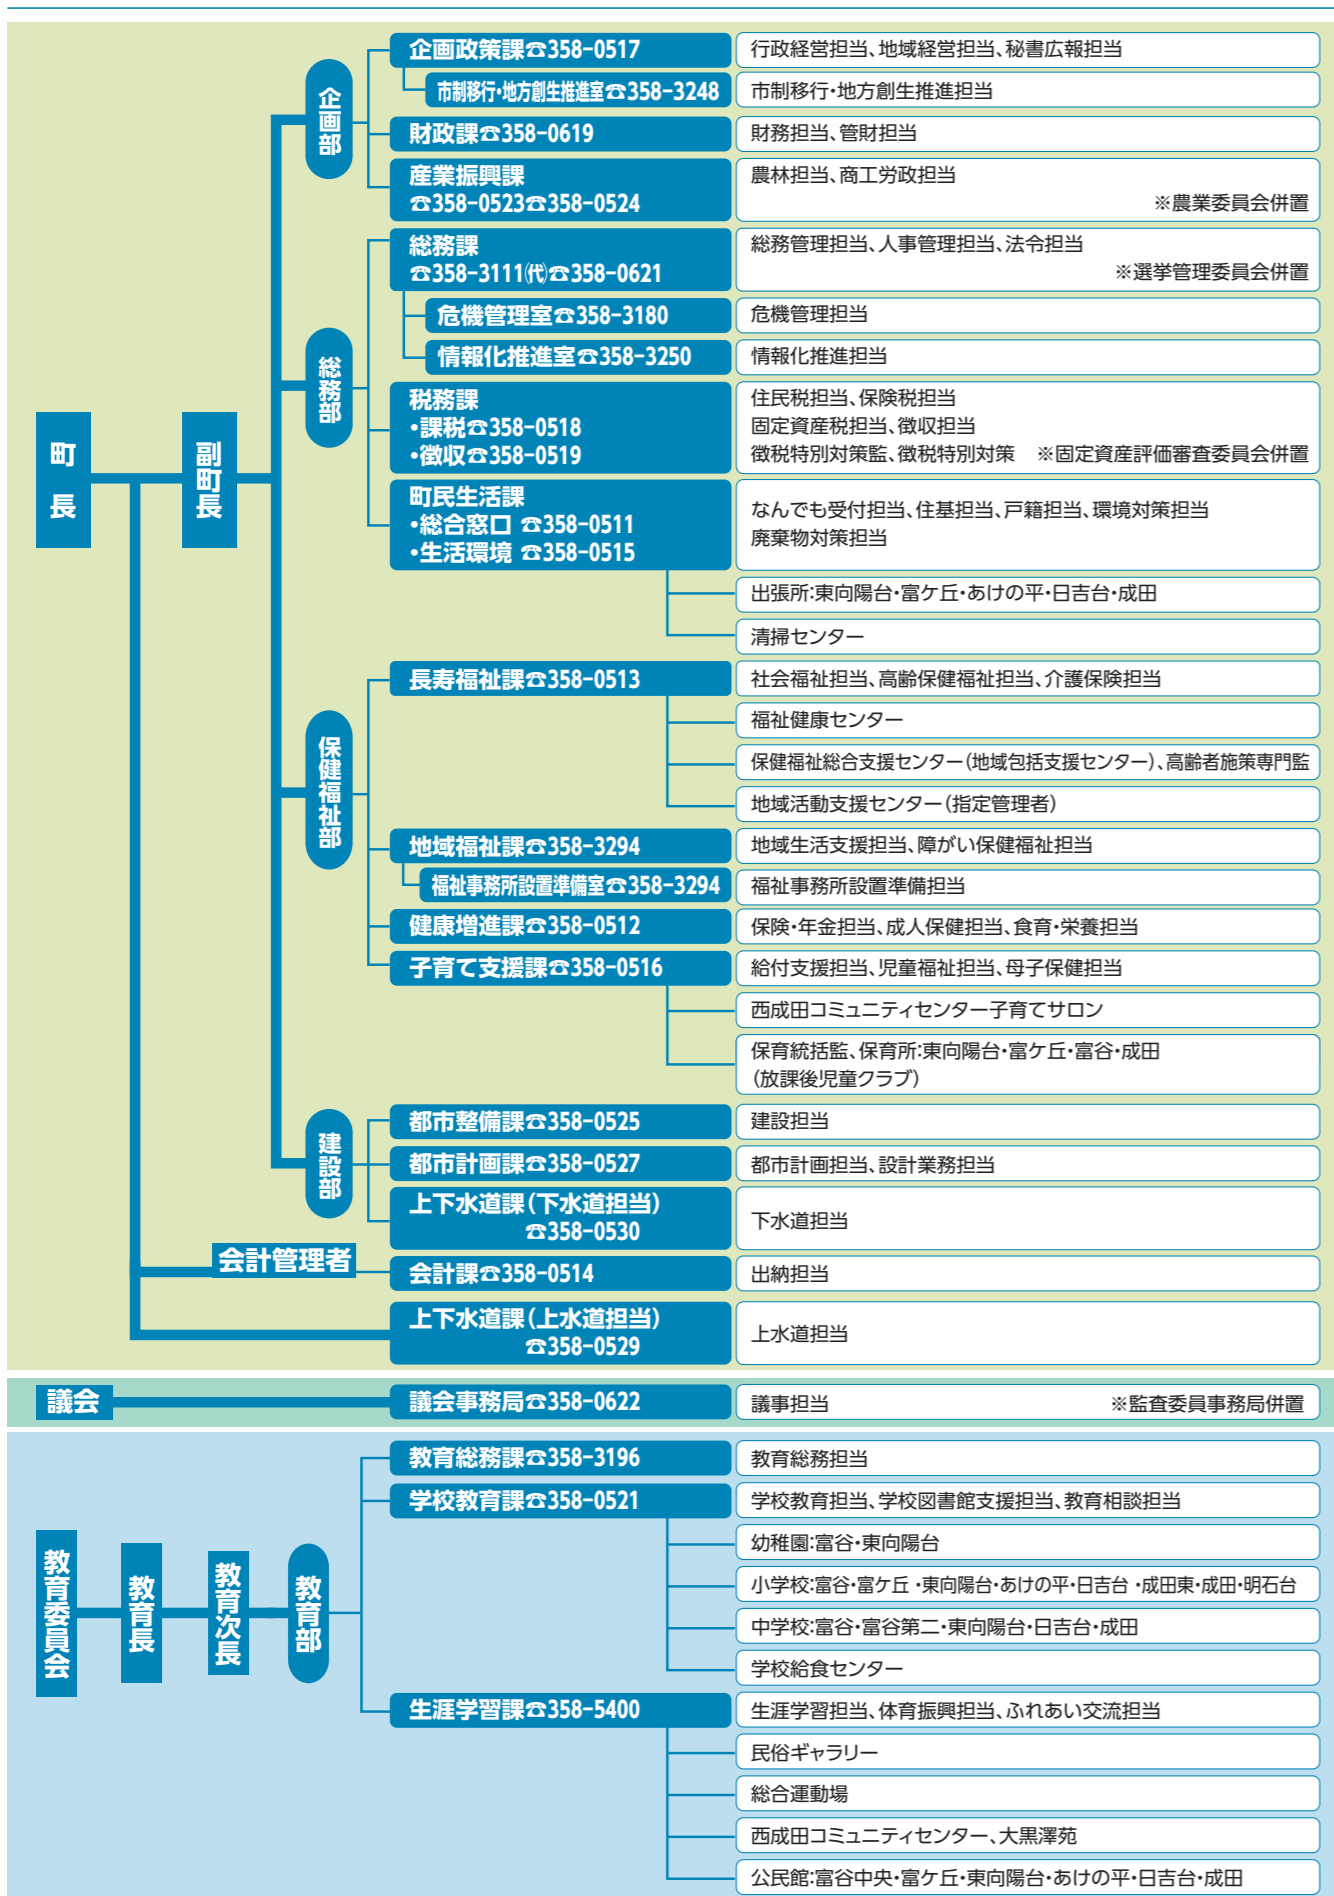 町長
副町長
企画部
企画政策課☎358-0517
行政経営担当、地域経営担当、秘書広報担当
市制移行・地方創生推進室☎358-3248
市制移行・地方創生推進担当
財政課☎358-0619
財務担当、管財担当
産業振興課
☎358-0523☎358-0524
農林担当、商工労政担当
※農業委員会併置
総務部
総務課
☎358-3111㈹☎358-0621
総務管理担当、人事管理担当、法令担当
※選挙管理委員会併置
危機管理室☎358-3180
危機管理担当
情報化推進室☎358-3250
情報化推進担当
税務課
・課税☎358-0518
・徴収☎358-0519
住民税担当、保険税担当
固定資産税担当、徴収担当
徴税特別対策監、徴税特別対策 ※固定資産評価審査委員会併置
町民生活課
・総合窓口 ☎358-0511
・生活環境 ☎358-0515
なんでも受付担当、住基担当、戸籍担当、環境対策担当
廃棄物対策担当
出張所:東向陽台・富ケ丘・あけの平・日吉台・成田
清掃センター
保健福祉部
長寿福祉課☎358-0513
社会福祉担当、高齢保健福祉担当、介護保険担当
福祉健康センター
保健福祉総合支援センター(地域包括支援センター)、高齢者施策専門監
地域活動支援センター(指定管理者)
地域福祉課☎358-3294
地域生活支援担当、障がい保健福祉担当
福祉事務所設置準備室☎358-3294
福祉事務所設置準備担当
健康増進課☎358-0512
保険・年金担当、成人保健担当、食育・栄養担当
子育て支援課☎358-0516
給付支援担当、児童福祉担当、母子保健担当
西成田コミュニティセンター子育てサロン
保育統括監、保育所:東向陽台・富ケ丘・富谷・成田
(放課後児童クラブ)
建設部
都市整備課☎358-0525
建設担当
都市計画課☎358-0527
都市計画担当、設計業務担当
上下水道課(下水道担当)
☎358-0530
下水道担当
会計管理者
会計課☎358-0514
出納担当
上下水道課(上水道担当)
☎358-0529
上水道担当
議会
議会事務局☎358-0622
議事担当 ※監査委員事務局併置
教育委員会
教育長
教育次長
教育部
教育総務課☎358-3196
教育総務担当
学校教育課☎358-0521
学校教育担当、学校図書館支援担当、教育相談担当
幼稚園:富谷・東向陽台
小学校:富谷・富ケ丘・東向陽台・あけの平・日吉台・成田東・成田・明石台
中学校:富谷・富谷第二・東向陽台・日吉台・成田
学校給食センター
生涯学習課☎358-5400
生涯学習担当、体育振興担当、ふれあい交流担当
民俗ギャラリー
総合運動場
西成田コミュニティセンター、大黒澤苑
公民館:富谷中央・富ケ丘・東向陽台・あけの平・日吉台・成田